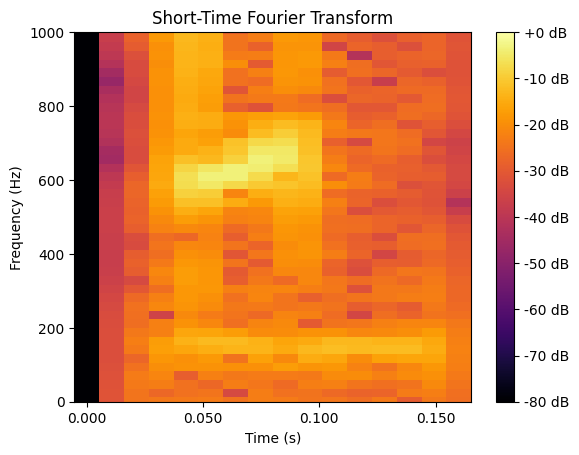 Short-Time Fourier Transform
1000
800
600
400
200
0
Frequency (Hz)
0.000
0.050
0.100
0.150
Time (s)
+0 dB
-10 dB
-20 dB
-30 dB
-40 dB
-50 dB
-60 dB
-70 dB
-80 dB